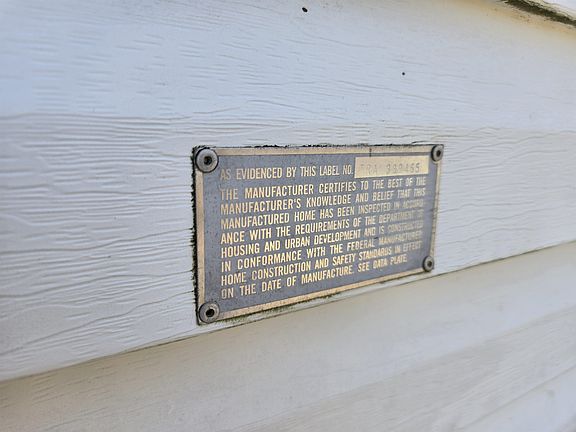 AS EVIDENCED BY THIS LABEL NO. TRA 989455
THE MANUFACTURER CERTIFIES TO THE BEST OF THE
MANUFACTURER'S KNOWLEDGE AND BELIEF THAT THIS
MANUFACTURED HOME HAS BEEN INSPECTED IN ACCORD-
ANCE WITH THE REQUIREMENTS OF THE DEPARTMENT OF
HOUSING AND URBAN DEVELOPMENT AND IS CONSTRUCTED
IN CONFORMANCE WITH THE FEDERAL MANUFACTURED
HOME CONSTRUCTION AND SAFETY STANDARDS IN EFFECT
ON THE DATE OF MANUFACTURE. SEE DATA PLATE.